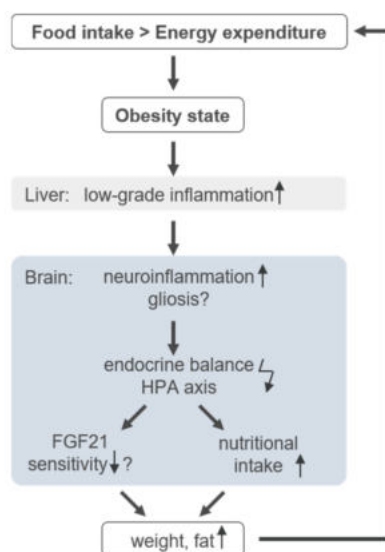 Food intake > Energy expenditure
Obesity state
Liver: low-grade inflammation↑
Brain: neuroinflammation↑
gliosis?
endocrine balance
HPA axis
FGF21
sensitivity↓?
nutritional
intake ↑
weight, fat↑